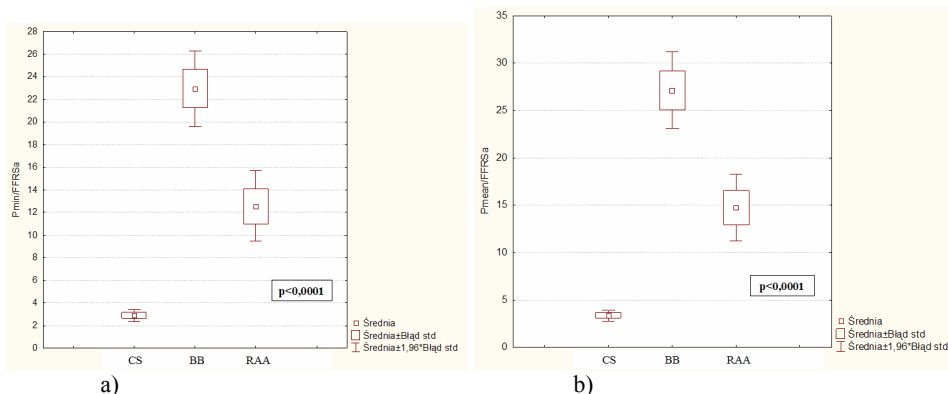 28
26
24
22
20
18
16
14
12
10
8
6
4
2
0
Pmin/FFRSa
CS BB RAA
p<0,0001
Średnia
Średnia±Błąd std
Średnia±1,96*Błąd std
a)
35
30
25
20
15
10
5
0
Pmean/FFRSa
CS BB RAA
p<0,0001
Średnia
Średnia±Błąd std
Średnia±1,96*Błąd std
b)